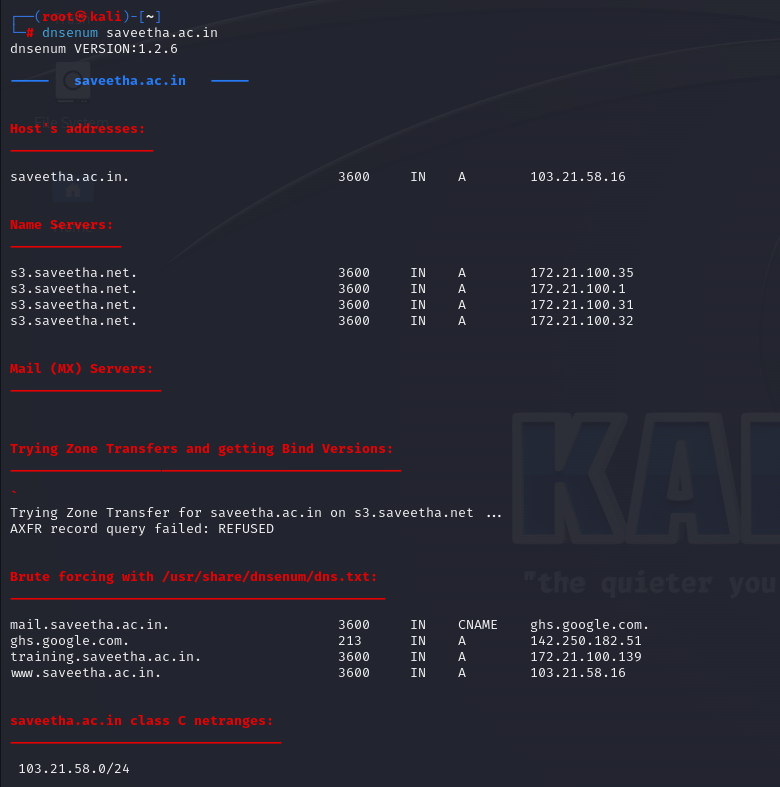 ┌──(root㉿kali)-[~]
└─# dnsenum saveetha.ac.in
dnsenum VERSION:1.2.6
-----   saveetha.ac.in   -----
File System
Host's addresses:
saveetha.ac.in. 3600 IN A 103.21.58.16
Name Servers:
s3.saveetha.net. 3600 IN A 172.21.100.35
s3.saveetha.net. 3600 IN A 172.21.100.1
s3.saveetha.net. 3600 IN A 172.21.100.31
s3.saveetha.net. 3600 IN A 172.21.100.32
Mail (MX) Servers:
Trying Zone Transfers and getting Bind Versions:
`
Trying Zone Transfer for saveetha.ac.in on s3.saveetha.net ...
AXFR record query failed: REFUSED
KA
Brute forcing with /usr/share/dnsenum/dns.txt:
"the quieter you
mail.saveetha.ac.in. 3600 IN CNAME ghs.google.com.
ghs.google.com. 213 IN A 142.250.182.51
training.saveetha.ac.in. 3600 IN A 172.21.100.139
www.saveetha.ac.in. 3600 IN A 103.21.58.16
saveetha.ac.in class C netranges:
103.21.58.0/24